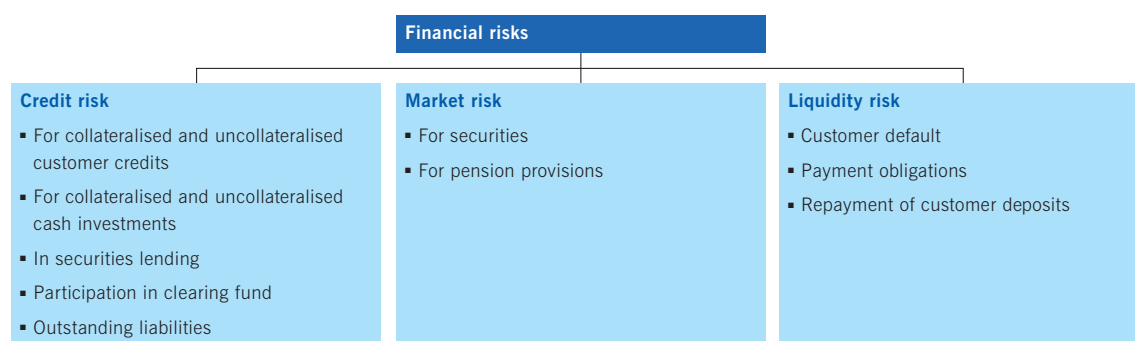 Financial risks
Credit risk
▪ For collateralised and uncollateralised
customer credits
▪ For collateralised and uncollateralised
cash investments
▪ In securities lending
▪ Participation in clearing fund
▪ Outstanding liabilities
Market risk
▪ For securities
▪ For pension provisions
Liquidity risk
▪ Customer default
▪ Payment obligations
▪ Repayment of customer deposits